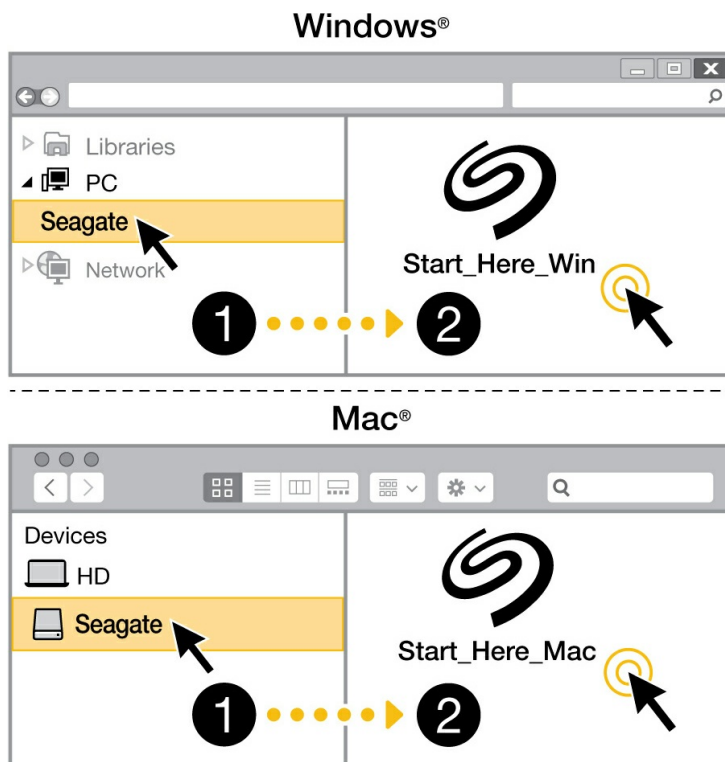 Windows®
Libraries
PC
Seagate
Network
Start_Here_Win
1
2
Mac®
Devices
HD
Seagate
Start_Here_Mac
1
2